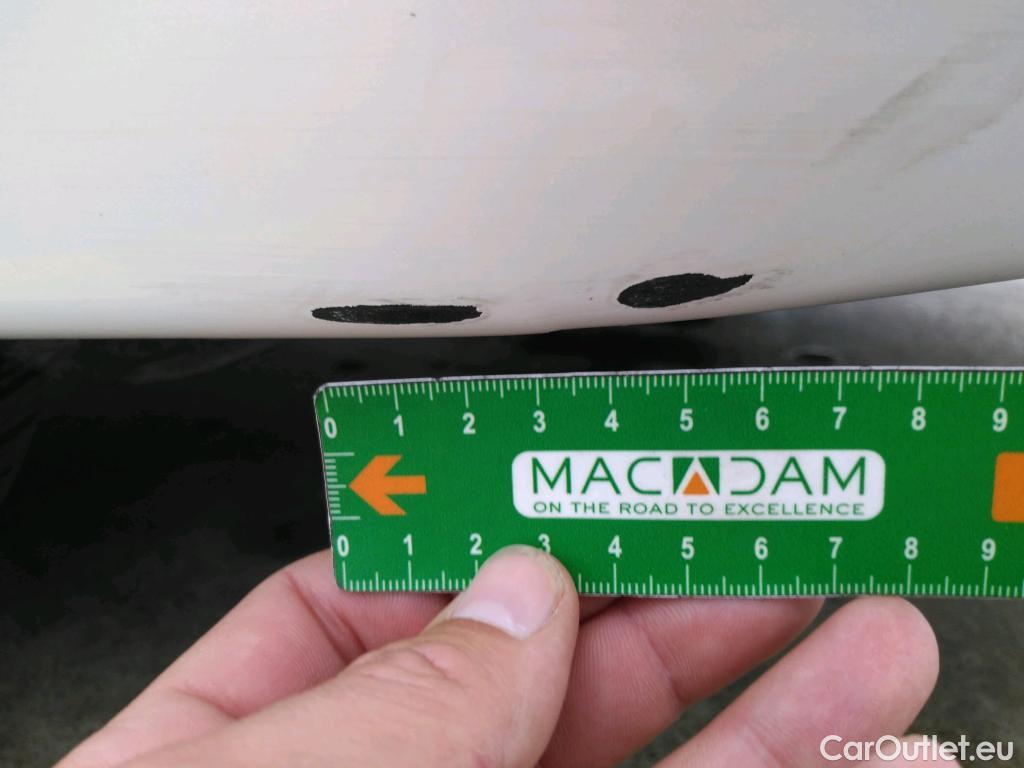 0 1 2 3 4 5 6 7 8 9
MACADAM
ON THE ROAD TO EXCELLENCE
0 1 2 3 4 5 6 7 8 9
CarOutlet.eu